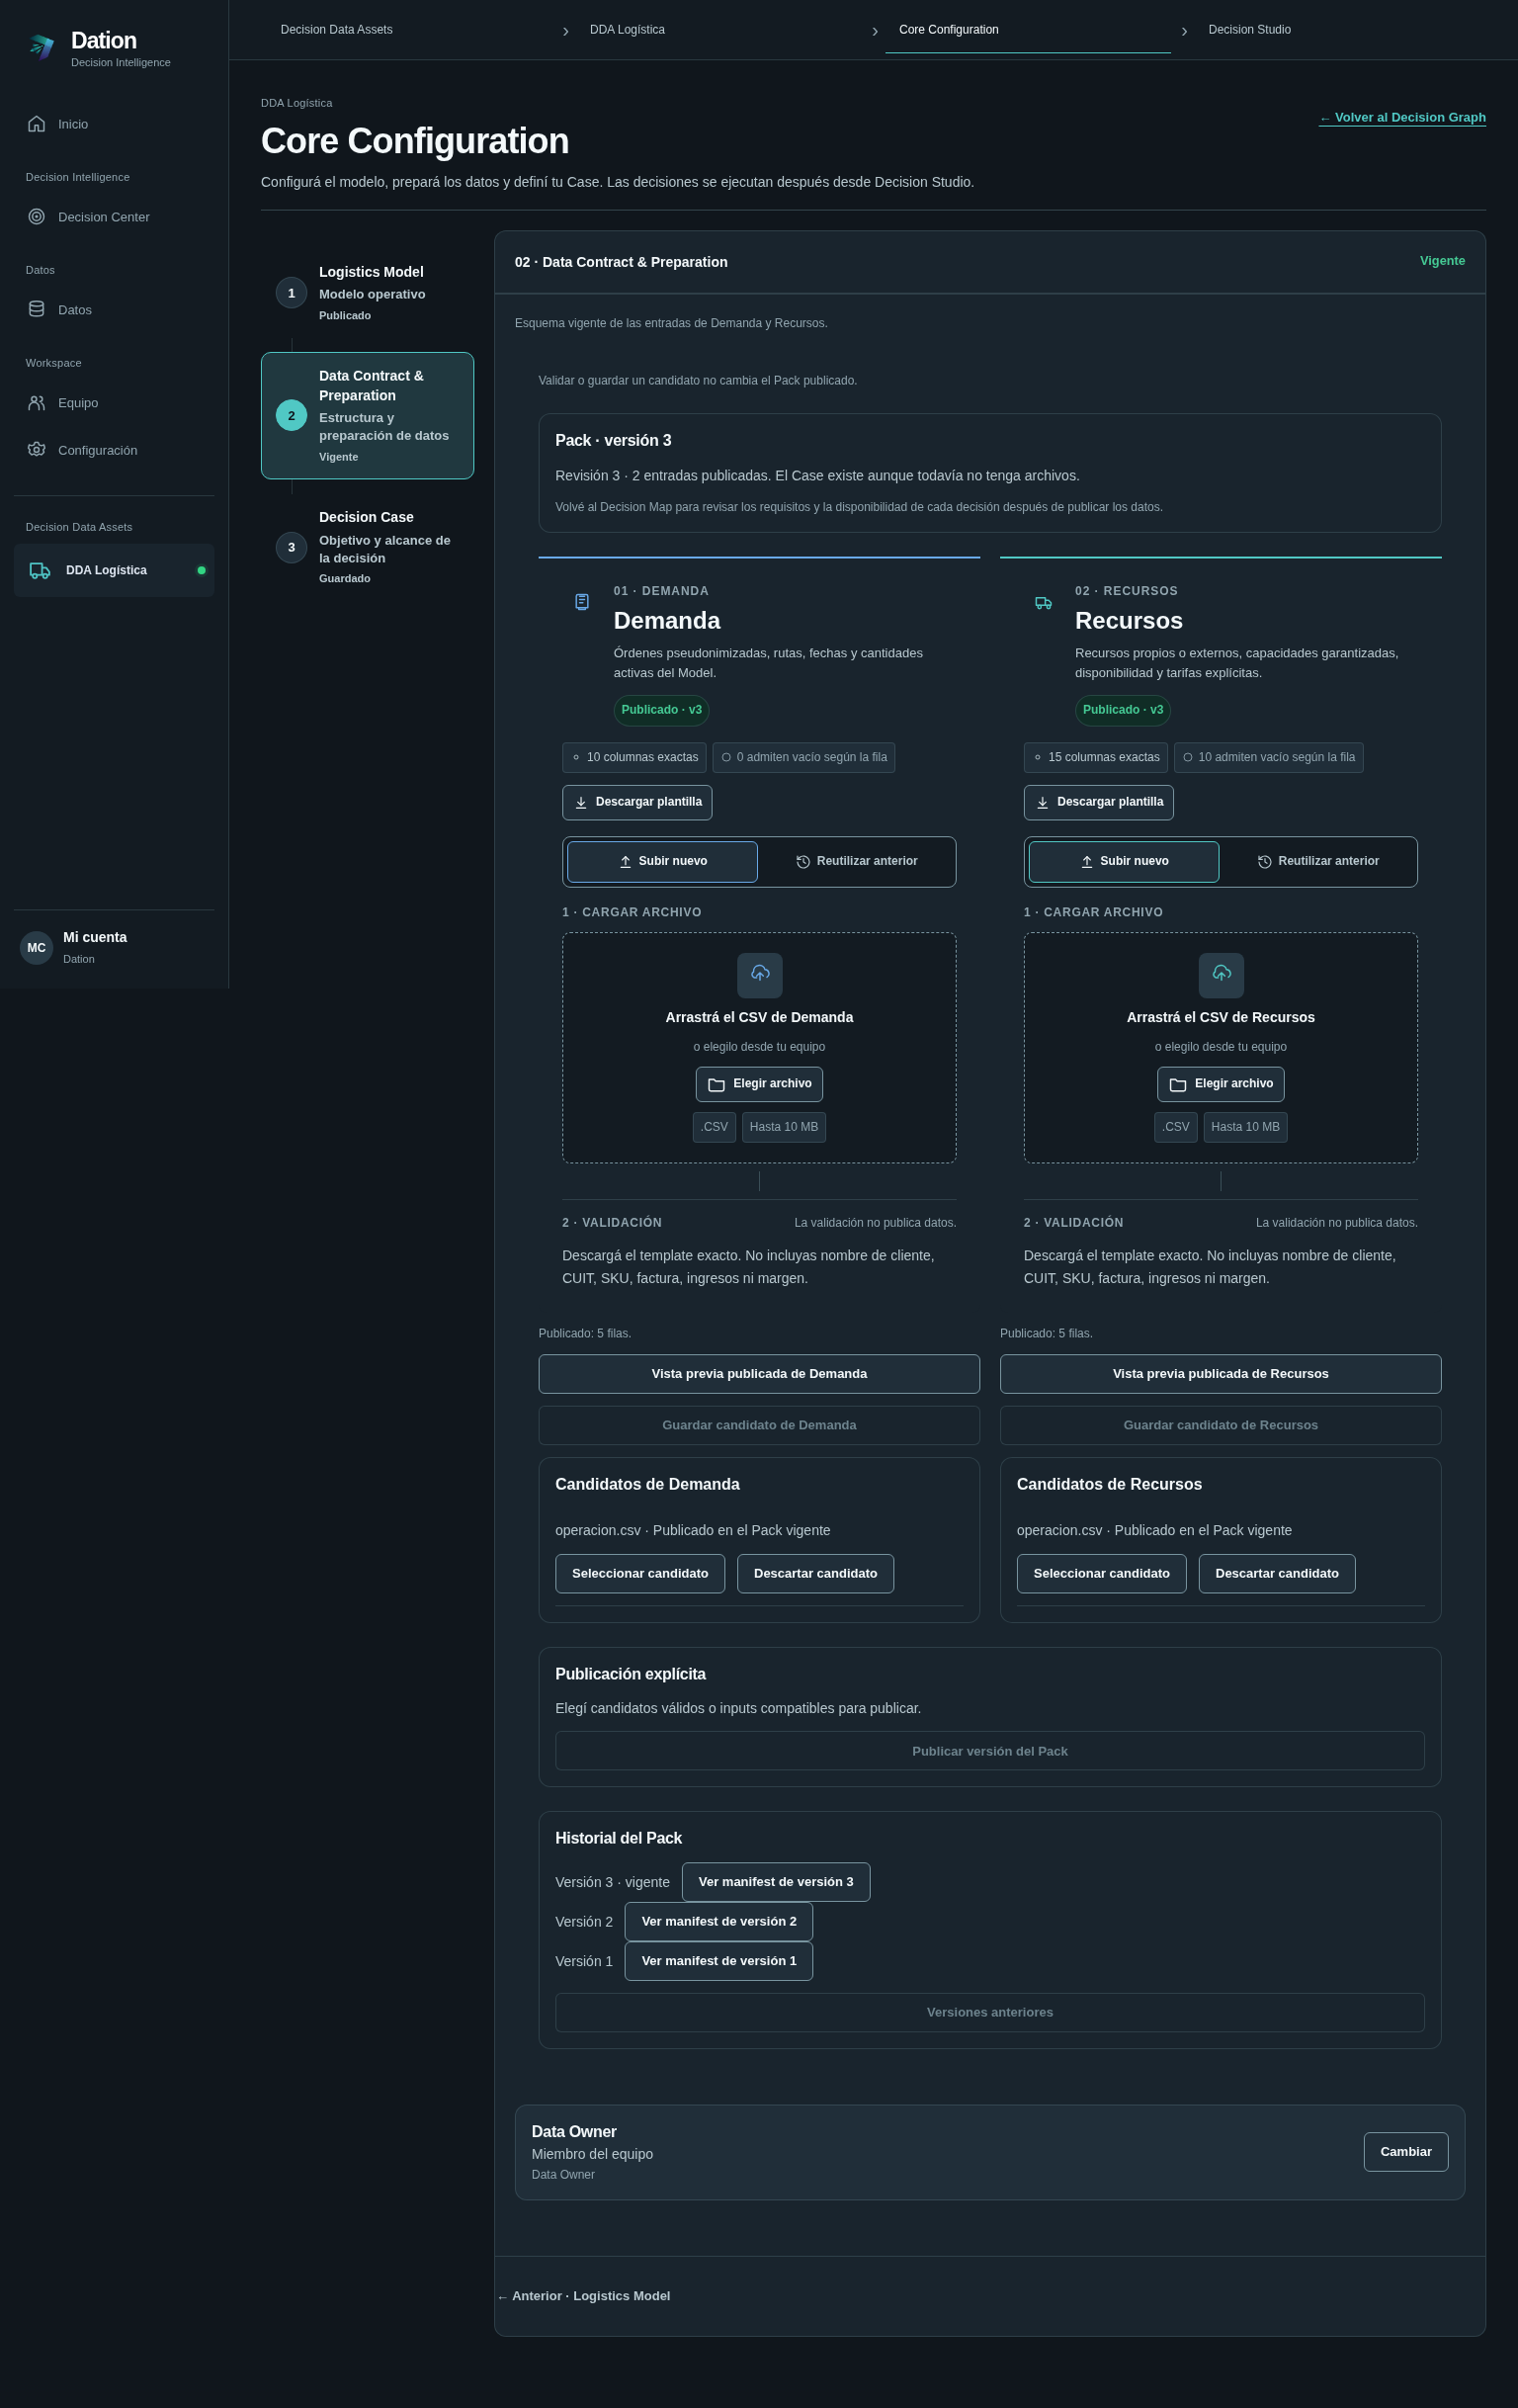 Dation
Decision Intelligence
Inicio
Decision Intelligence
Decision Center
Datos
Datos
Workspace
Equipo
Configuración
Decision Data Assets
DDA Logística
MC
Mi cuenta
Dation
Decision Data Assets › DDA Logística › Core Configuration › Decision Studio
DDA Logística
Core Configuration
← Volver al Decision Graph
Configurá el modelo, prepará los datos y definí tu Case. Las decisiones se ejecutan después desde Decision Studio.
1
Logistics Model
Modelo operativo
Publicado
2
Data Contract &
Preparation
Estructura y
preparación de datos
Vigente
3
Decision Case
Objetivo y alcance de
la decisión
Guardado
02 · Data Contract & Preparation
Vigente
Esquema vigente de las entradas de Demanda y Recursos.
Validar o guardar un candidato no cambia el Pack publicado.
Pack · versión 3
Revisión 3 · 2 entradas publicadas. El Case existe aunque todavía no tenga archivos.
Volvé al Decision Map para revisar los requisitos y la disponibilidad de cada decisión después de publicar los datos.
01 · DEMANDA
Demanda
Órdenes pseudonimizadas, rutas, fechas y cantidades
activas del Model.
Publicado · v3
10 columnas exactas
0 admiten vacío según la fila
Descargar plantilla
Subir nuevo
Reutilizar anterior
1 · CARGAR ARCHIVO
Arrastrá el CSV de Demanda
o elegilo desde tu equipo
Elegir archivo
.CSV
Hasta 10 MB
2 · VALIDACIÓN
La validación no publica datos.
Descargá el template exacto. No incluyas nombre de cliente,
CUIT, SKU, factura, ingresos ni margen.
Publicado: 5 filas.
Vista previa publicada de Demanda
Guardar candidato de Demanda
Candidatos de Demanda
operacion.csv · Publicado en el Pack vigente
Seleccionar candidato
Descartar candidato
02 · RECURSOS
Recursos
Recursos propios o externos, capacidades garantizadas,
disponibilidad y tarifas explícitas.
Publicado · v3
15 columnas exactas
10 admiten vacío según la fila
Descargar plantilla
Subir nuevo
Reutilizar anterior
1 · CARGAR ARCHIVO
Arrastrá el CSV de Recursos
o elegilo desde tu equipo
Elegir archivo
.CSV
Hasta 10 MB
2 · VALIDACIÓN
La validación no publica datos.
Descargá el template exacto. No incluyas nombre de cliente,
CUIT, SKU, factura, ingresos ni margen.
Publicado: 5 filas.
Vista previa publicada de Recursos
Guardar candidato de Recursos
Candidatos de Recursos
operacion.csv · Publicado en el Pack vigente
Seleccionar candidato
Descartar candidato
Publicación explícita
Elegí candidatos válidos o inputs compatibles para publicar.
Publicar versión del Pack
Historial del Pack
Versión 3 · vigente
Ver manifest de versión 3
Versión 2
Ver manifest de versión 2
Versión 1
Ver manifest de versión 1
Versiones anteriores
Data Owner
Miembro del equipo
Data Owner
Cambiar
← Anterior · Logistics Model